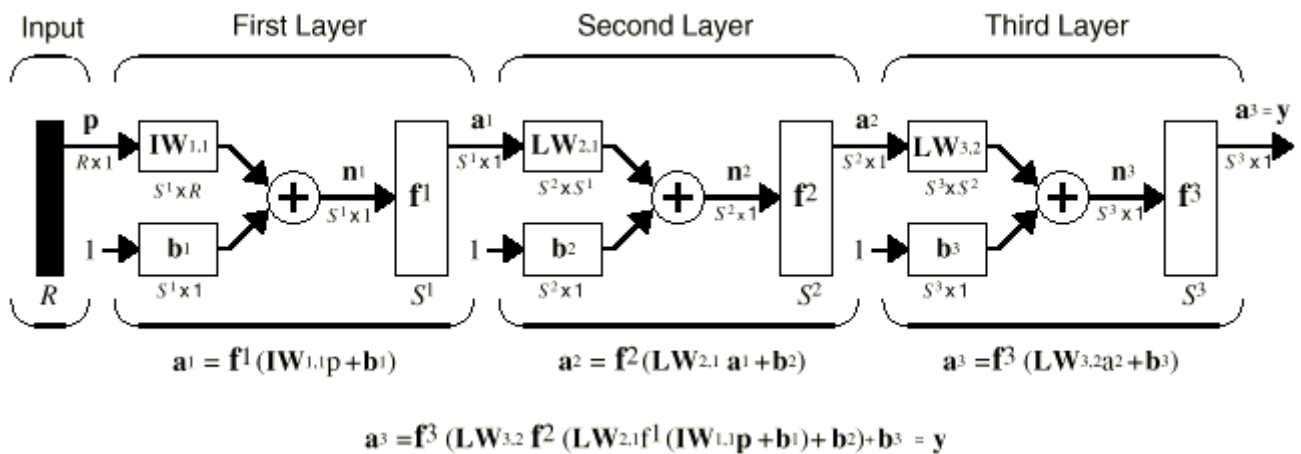 Input First Layer Second Layer Third Layer
p a1 a2 a3 = y
IW1,1 LW2,1 LW3,2
R x 1 S1 x 1 S2 x 1 S3 x 1
n1 n2 n3
S1 x R S2 x S1 S3 x S2
f1 f2 f3
S1 x 1 S2 x 1 S3 x 1
1 b1 1 b2 1 b3
S1 x 1 S2 x 1 S3 x 1
R S1 S2 S3
a1 = f1 (IW1,1p +b1) a2 = f2 (LW2,1 a1 +b2) a3 =f3 (LW3,2a2 +b3)
a3 =f3 (LW3,2 f2 (LW2,1f1 (IW1,1p +b1)+ b2)+ b3 = y